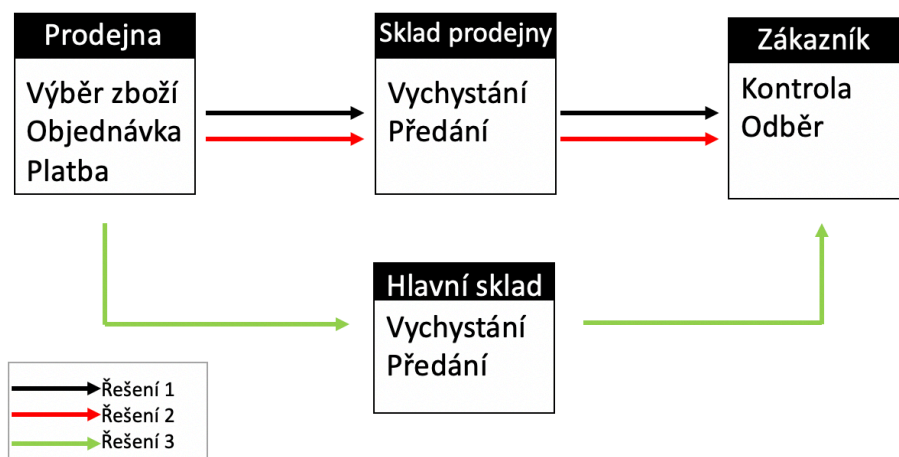 Prodejna
Výběr zboží
Objednávka
Platba
Sklad prodejny
Vychystání
Předání
Zákazník
Kontrola
Odběr
Hlavní sklad
Vychystání
Předání
Řešení 1
Řešení 2
Řešení 3